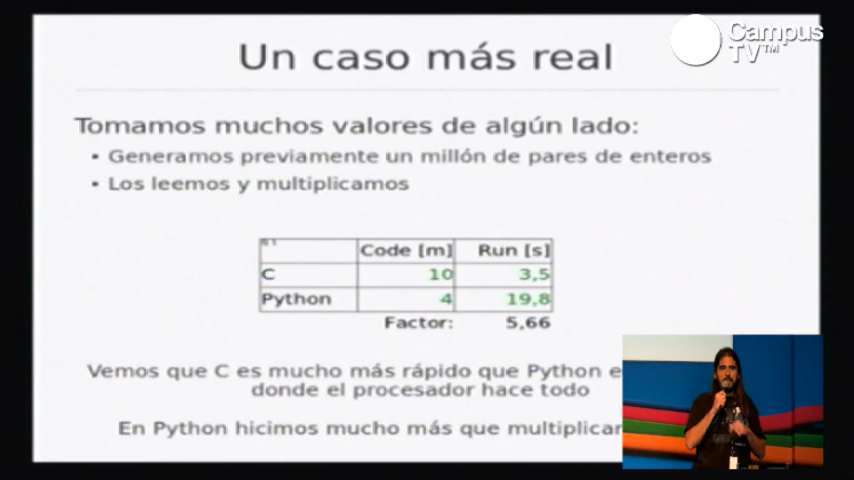 Campus
TV™
Un caso más real
Tomamos muchos valores de algún lado:
• Generamos previamente un millón de pares de enteros
• Los leemos y multiplicamos
Code [m] Run [s]
C 10 3,5
Python 4 19,8
Factor: 5,66
Vemos que C es mucho más rápido que Python
donde el procesador hace todo
En Python hicimos mucho más que